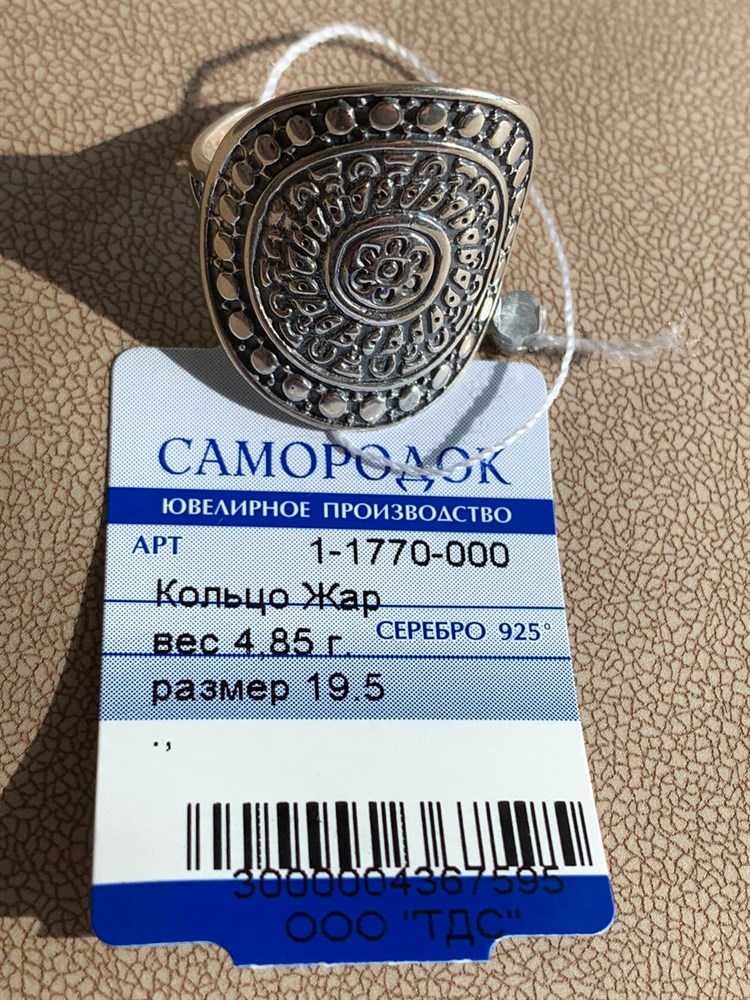 САМОРОДОК
ЮВЕЛИРНОЕ ПРОИЗВОДСТВО
АРТ 1-1770-000
Кольцо Жар
вес 4,85 г. СЕРЕБРО 925°
размер 19.5
.,
3000004367595
ООО "ТДС"